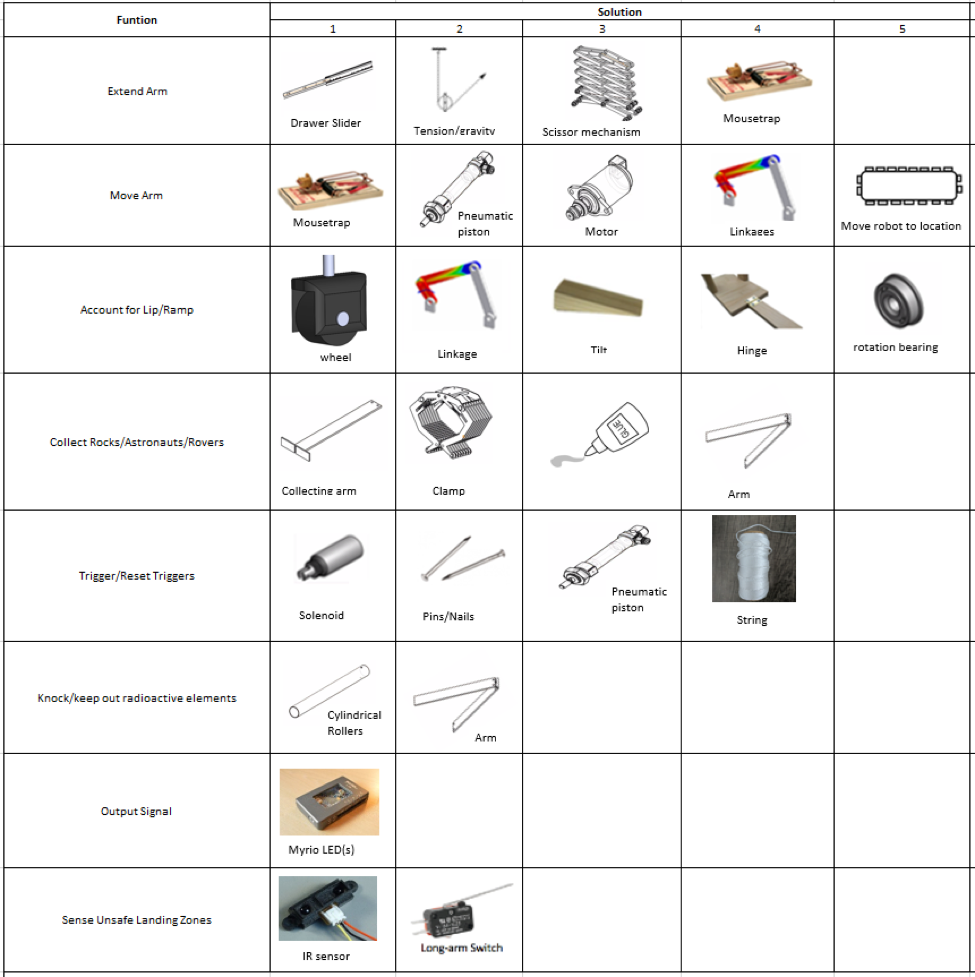 Funtion
Solution
1 2 3 4 5
Extend Arm
Drawer Slider
Tension/gravity
Scissor mechanism
Mousetrap
Move Arm
Mousetrap
Pneumatic
piston
Motor
Linkages
Move robot to location
Account for Lip/Ramp
wheel
Linkage
Tilt
Hinge
rotation bearing
Collect Rocks/Astronauts/Rovers
Collecting arm
Clamp
GLUE
Arm
Trigger/Reset Triggers
Solenoid
Pins/Nails
Pneumatic
piston
String
Knock/keep out radioactive elements
Cylindrical
Rollers
Arm
Output Signal
Myrio LED(s)
Sense Unsafe Landing Zones
IR sensor
Long-arm Switch